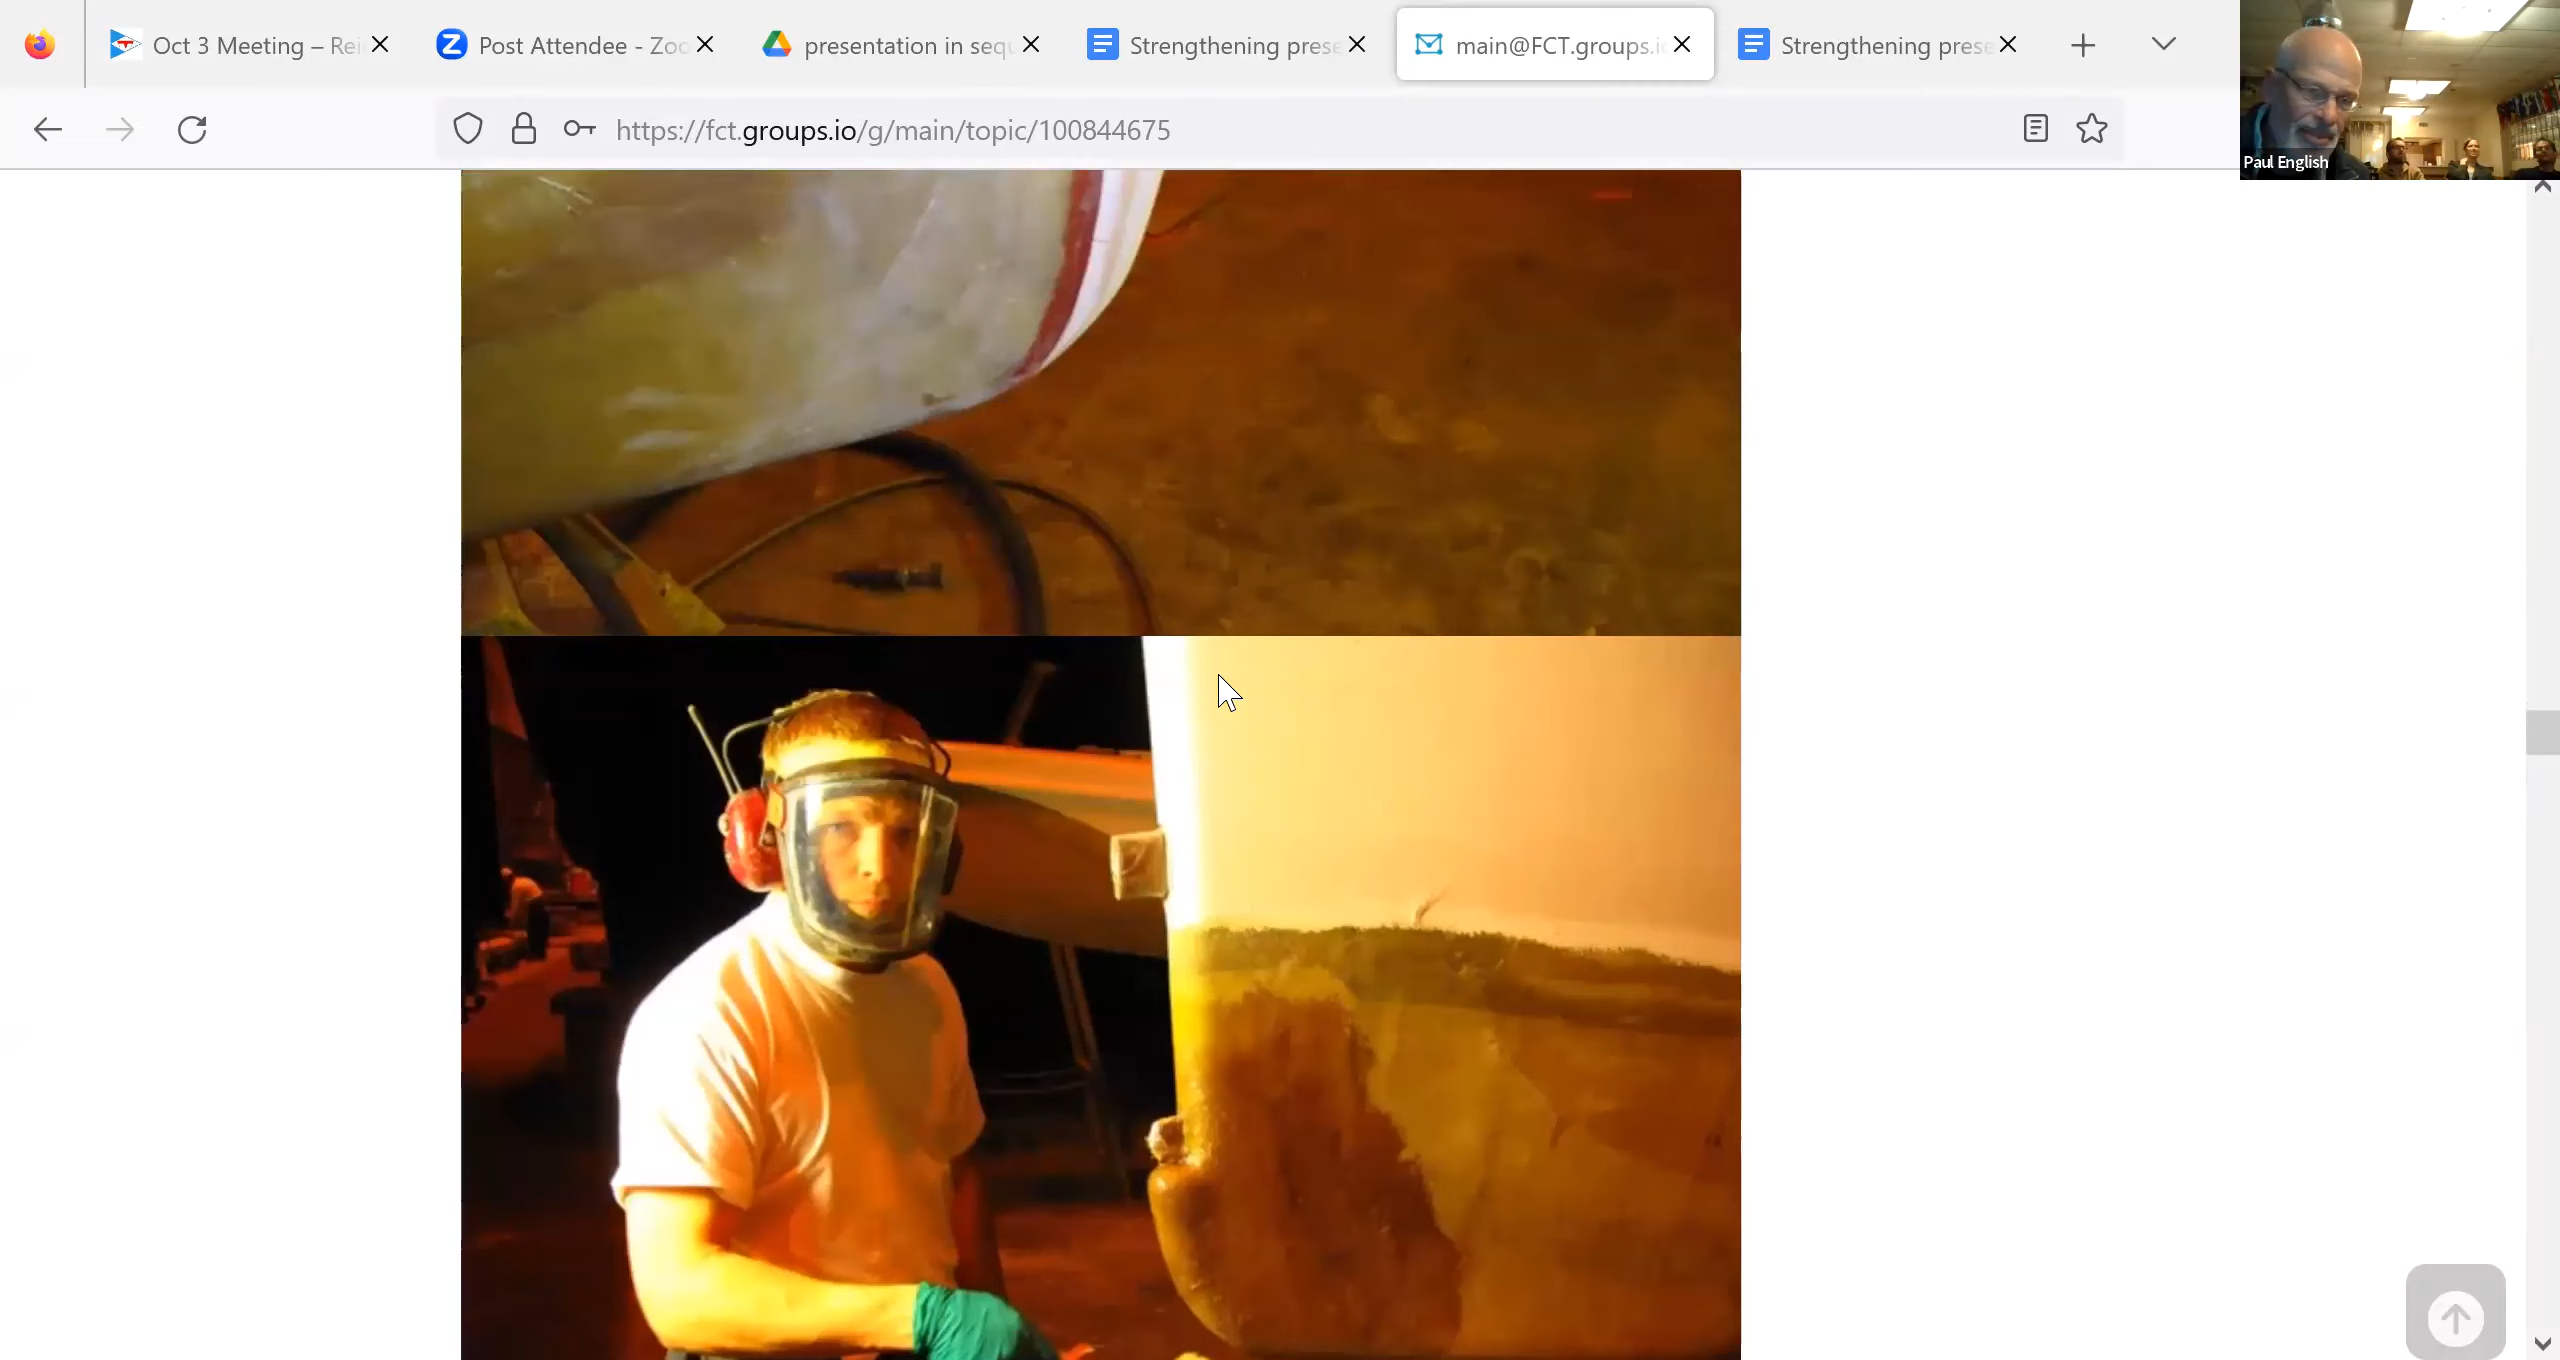 Oct 3 Meeting – Rei
Post Attendee - Zoo
presentation in sequ
Strengthening prese
main@FCT.groups.i
Strengthening prese
https://fct.groups.io/g/main/topic/100844675
Paul English